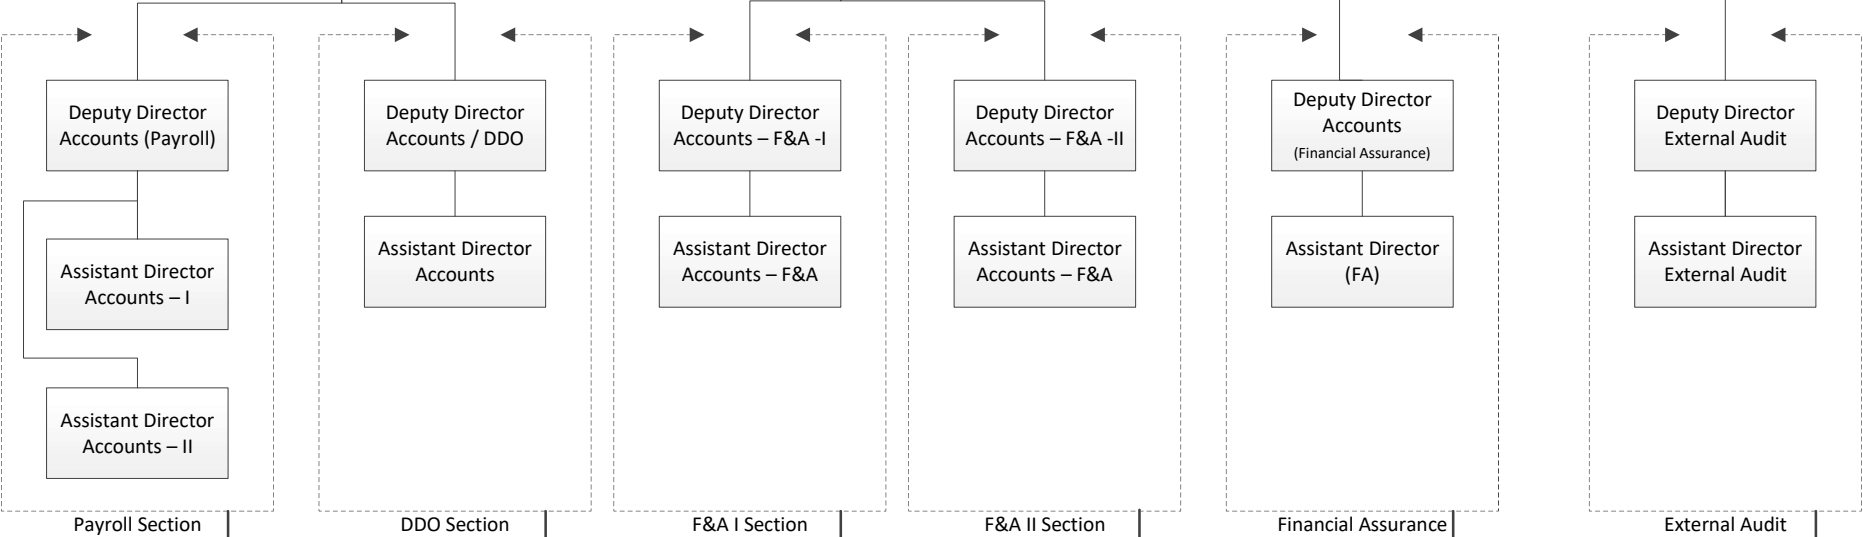 Deputy Director
Accounts (Payroll)
Assistant Director
Accounts – I
Assistant Director
Accounts – II
Payroll Section
Deputy Director
Accounts / DDO
Assistant Director
Accounts
DDO Section
Deputy Director
Accounts – F&A -I
Assistant Director
Accounts – F&A
F&A I Section
Deputy Director
Accounts – F&A -II
Assistant Director
Accounts – F&A
F&A II Section
Deputy Director
Accounts
(Financial Assurance)
Assistant Director
(FA)
Financial Assurance
Deputy Director
External Audit
Assistant Director
External Audit
External Audit